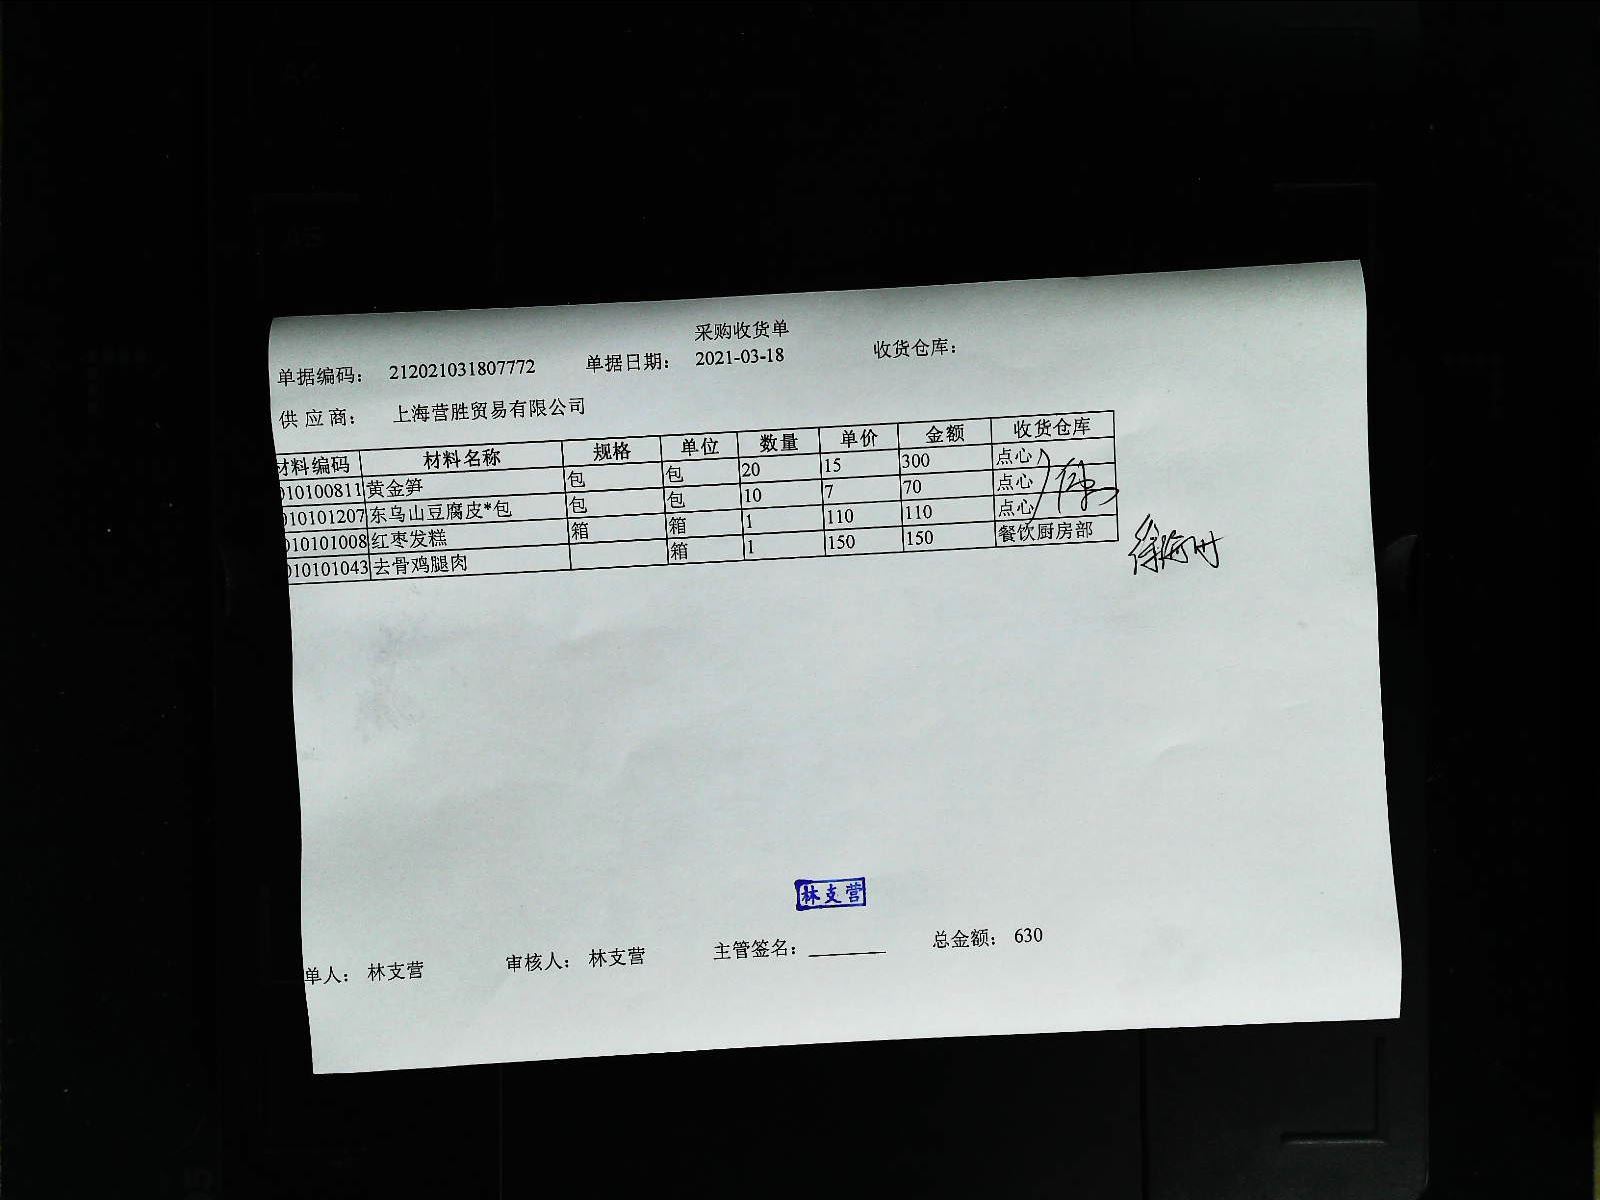 采购收货单
单据编码： 212021031807772 单据日期： 2021-03-18 收货仓库：
供 应 商： 上海营胜贸易有限公司
材料编码 材料名称 规格 单位 数量 单价 金额 收货仓库
010100811 黄金笋 包 包 20 15 300 点心
010101207 东乌山豆腐皮*包 包 包 10 7 70 点心
010101008 红枣发糕 箱 箱 1 110 110 点心
010101043 去骨鸡腿肉 箱 1 150 150 餐饮厨房部
林支营
单人： 林支营 审核人： 林支营 主管签名： 总金额： 630